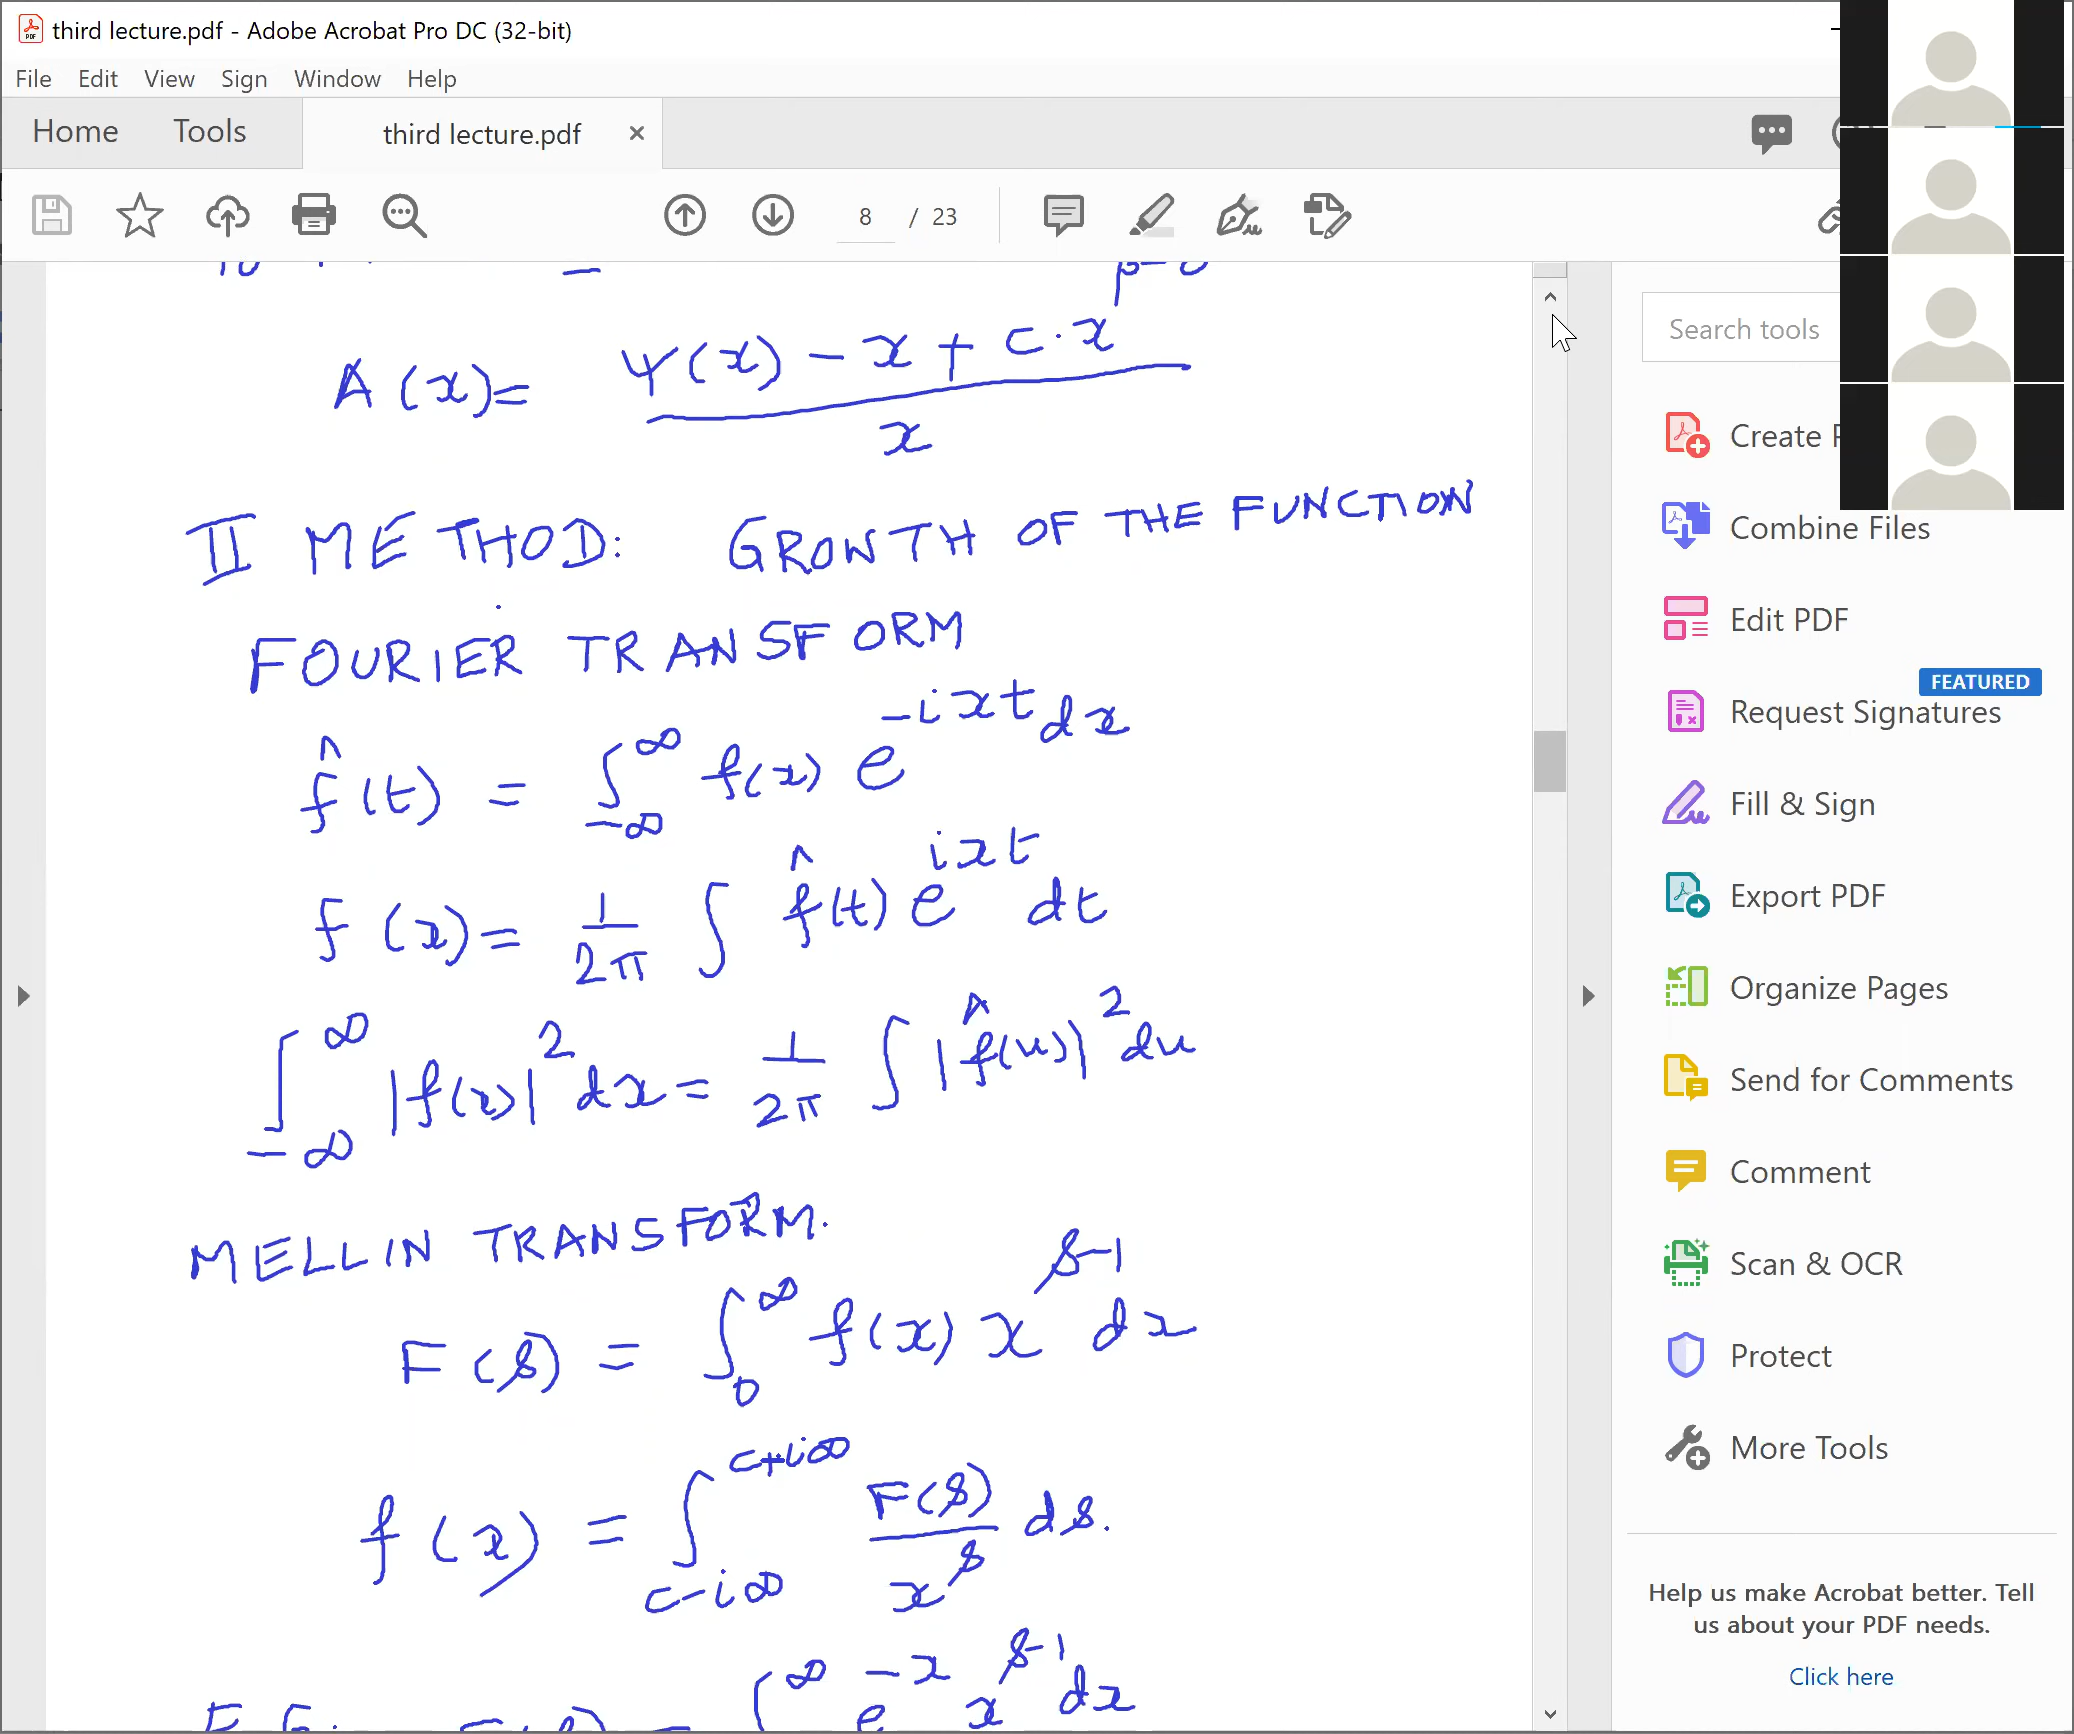 third lecture.pdf - Adobe Acrobat Pro DC (32-bit)
File Edit View Sign Window Help
Home Tools third lecture.pdf ×
8 / 23
A(x) = (ψ(x) - x + c·x^β-0) / x
II METHOD: GROWTH OF THE FUNCTION
FOURIER TRANSFORM
f̂(t) = ∫_{-∞}^{∞} f(x) e^{-ixt} dx
f(x) = 1/2π ∫ f̂(t) e^{ixt} dt
∫_{-∞}^{∞} |f(x)|^2 dx = 1/2π ∫ |f̂(u)|^2 du
MELLIN TRANSFORM.
F(s) = ∫_0^∞ f(x) x^{s-1} dx
f(x) = ∫_{c-i∞}^{c+i∞} F(s)/x^s ds.
∫^∞ e^{-x} x^{s-1} dx
Search tools
Create
Combine Files
Edit PDF
FEATURED
Request Signatures
Fill & Sign
Export PDF
Organize Pages
Send for Comments
Comment
Scan & OCR
Protect
More Tools
Help us make Acrobat better. Tell
us about your PDF needs.
Click here